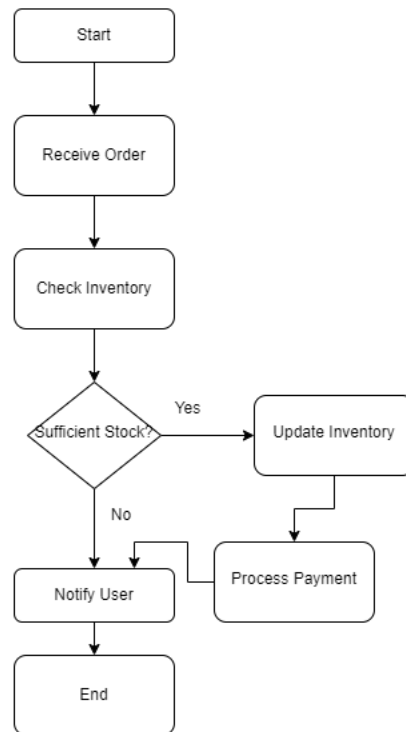 Start
Receive Order
Check Inventory
Sufficient Stock?
Yes
Update Inventory
No
Process Payment
Notify User
End